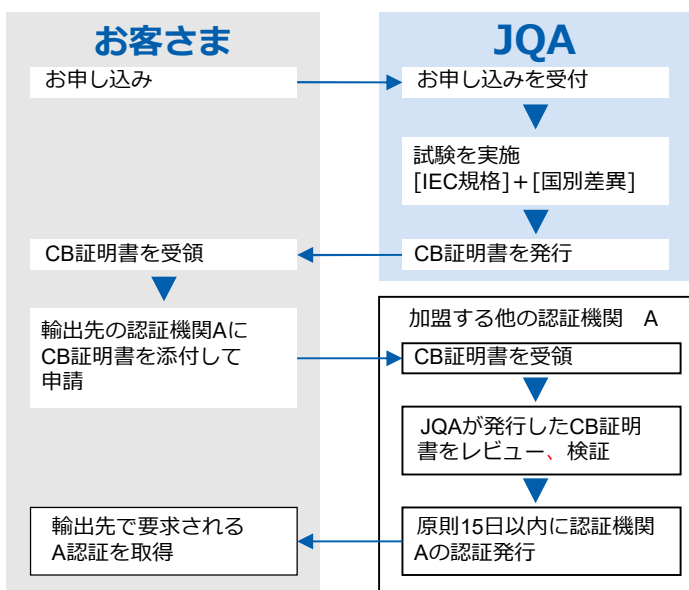 お客さま
JQA
お申し込み
お申し込みを受付
試験を実施
[IEC規格]＋[国別差異]
CB証明書を受領
CB証明書を発行
輸出先の認証機関Aに
CB証明書を添付して
申請
加盟する他の認証機関　A
CB証明書を受領
JQAが発行したCB証明
書をレビュー、検証
輸出先で要求される
A認証を取得
原則15日以内に認証機関
Aの認証発行